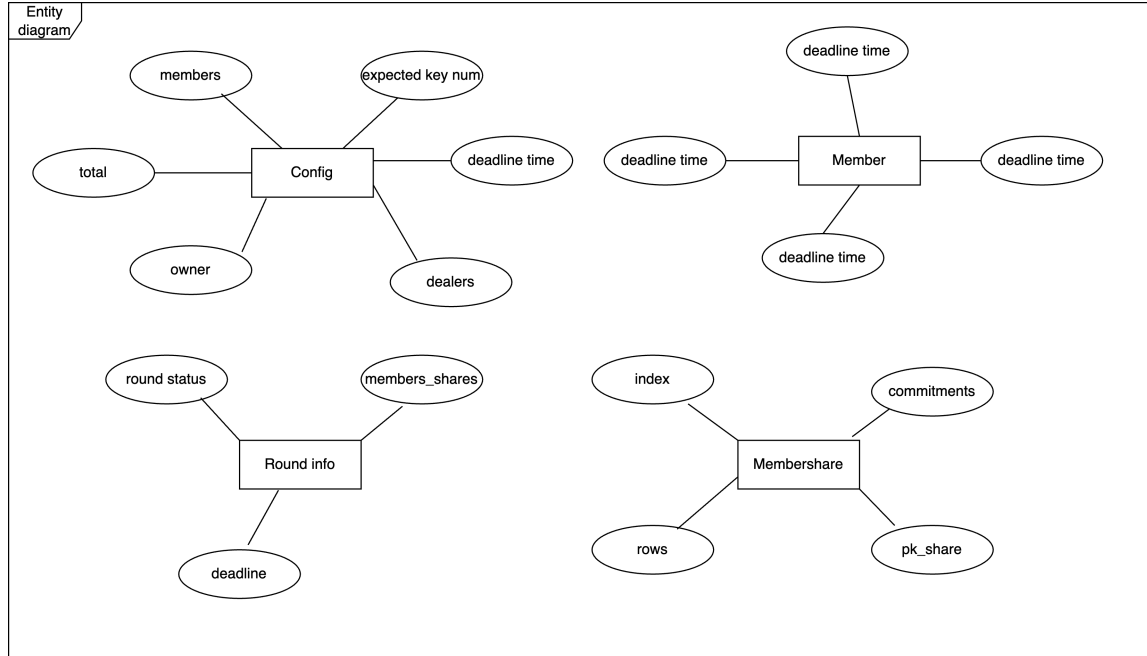 Entity
diagram
members
expected key num
total
Config
deadline time
owner
dealers
deadline time
deadline time
Member
deadline time
deadline time
round status
members_shares
Round info
deadline
index
commitments
Membershare
rows
pk_share